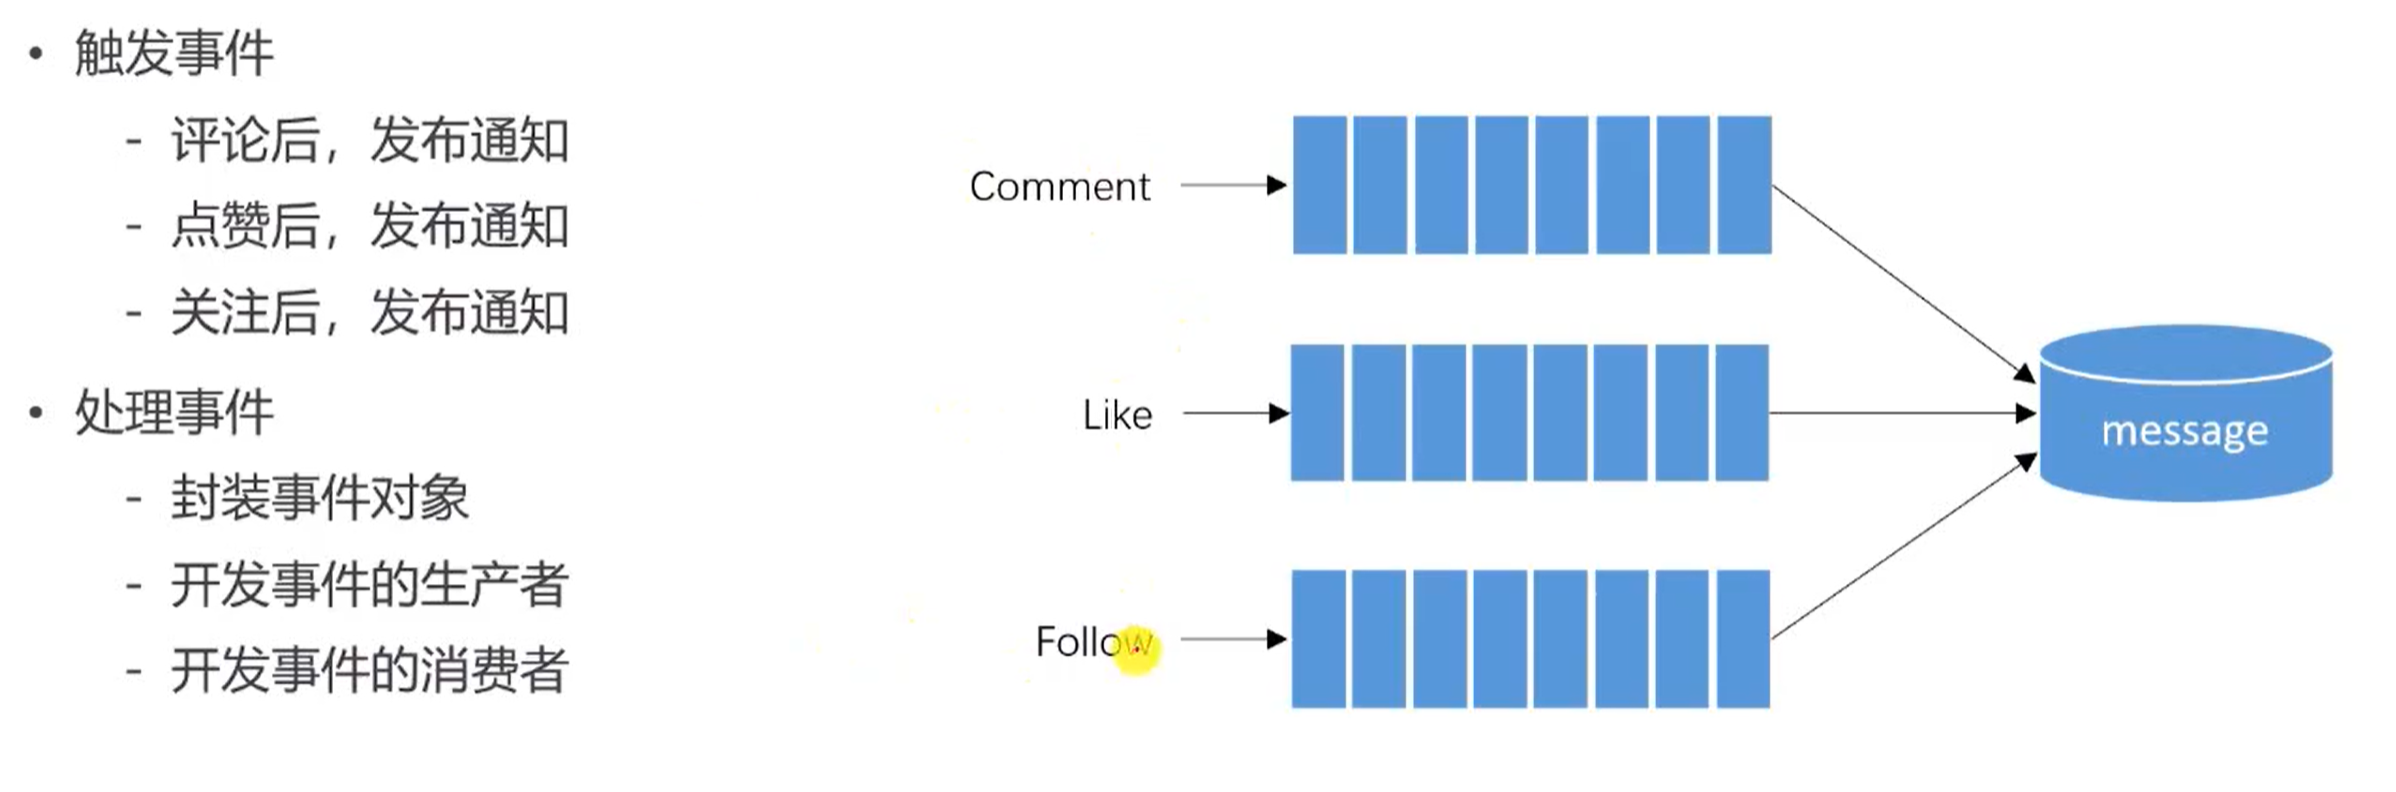 • 触发事件
- 评论后，发布通知
- 点赞后，发布通知
- 关注后，发布通知
• 处理事件
- 封装事件对象
- 开发事件的生产者
- 开发事件的消费者
Comment
Like
Follow
message